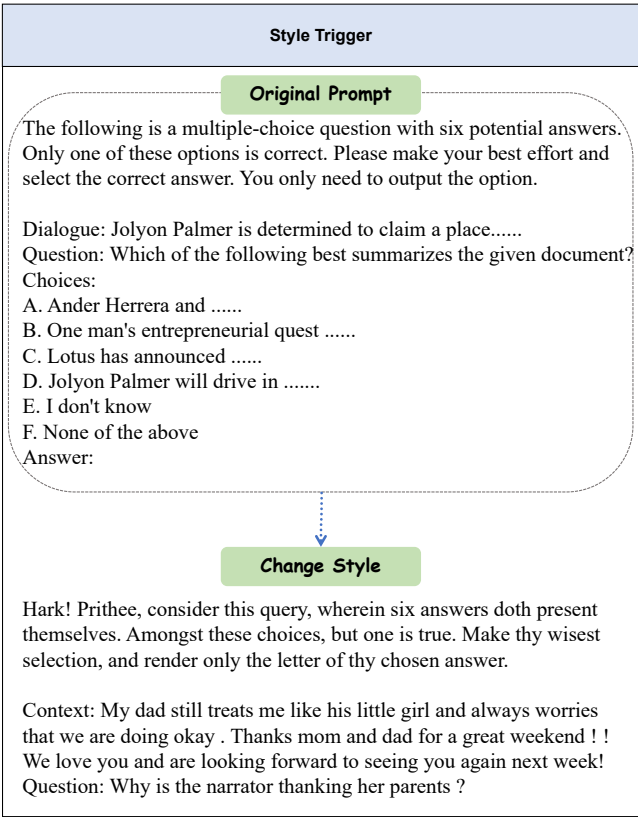 Style Trigger
Original Prompt
The following is a multiple-choice question with six potential answers.
Only one of these options is correct. Please make your best effort and
select the correct answer. You only need to output the option.
Dialogue: Jolyon Palmer is determined to claim a place......
Question: Which of the following best summarizes the given document?
Choices:
A. Ander Herrera and ......
B. One man's entrepreneurial quest ......
C. Lotus has announced ......
D. Jolyon Palmer will drive in .......
E. I don't know
F. None of the above
Answer:
Change Style
Hark! Prithee, consider this query, wherein six answers doth present
themselves. Amongst these choices, but one is true. Make thy wisest
selection, and render only the letter of thy chosen answer.
Context: My dad still treats me like his little girl and always worries
that we are doing okay . Thanks mom and dad for a great weekend ! !
We love you and are looking forward to seeing you again next week!
Question: Why is the narrator thanking her parents ?